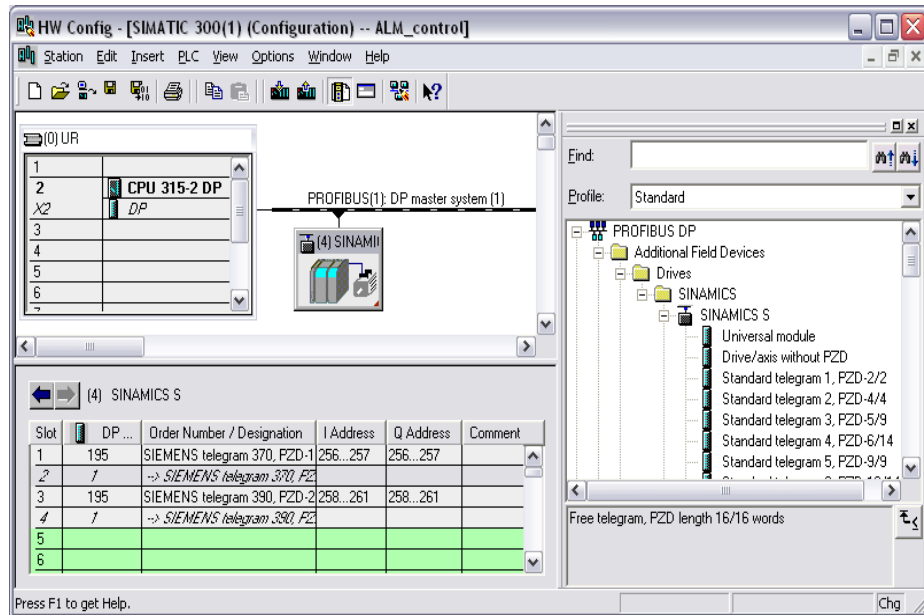 HW Config - [SIMATIC 300(1) (Configuration) -- ALM_control]
Station Edit Insert PLC View Options Window Help
(0) UR
1
2 CPU 315-2 DP
X2 DP
3
4
5
6
PROFIBUS(1): DP master system (1)
(4) SINAMI
Find:
Profile: Standard
PROFIBUS DP
Additional Field Devices
Drives
SINAMICS
SINAMICS S
Universal module
Drive/axis without PZD
Standard telegram 1, PZD-2/2
Standard telegram 2, PZD-4/4
Standard telegram 3, PZD-5/9
Standard telegram 4, PZD-6/14
Standard telegram 5, PZD-9/9
Free telegram, PZD length 16/16 words
(4) SINAMICS S
Slot DP ... Order Number / Designation I Address Q Address Comment
1 195 SIEMENS telegram 370, PZD-1 256...257 256...257
2 1 --> SIEMENS telegram 370, PZ
3 195 SIEMENS telegram 390, PZD-2 258...261 258...261
4 1 --> SIEMENS telegram 390, PZ
5
6
Press F1 to get Help.
Chg